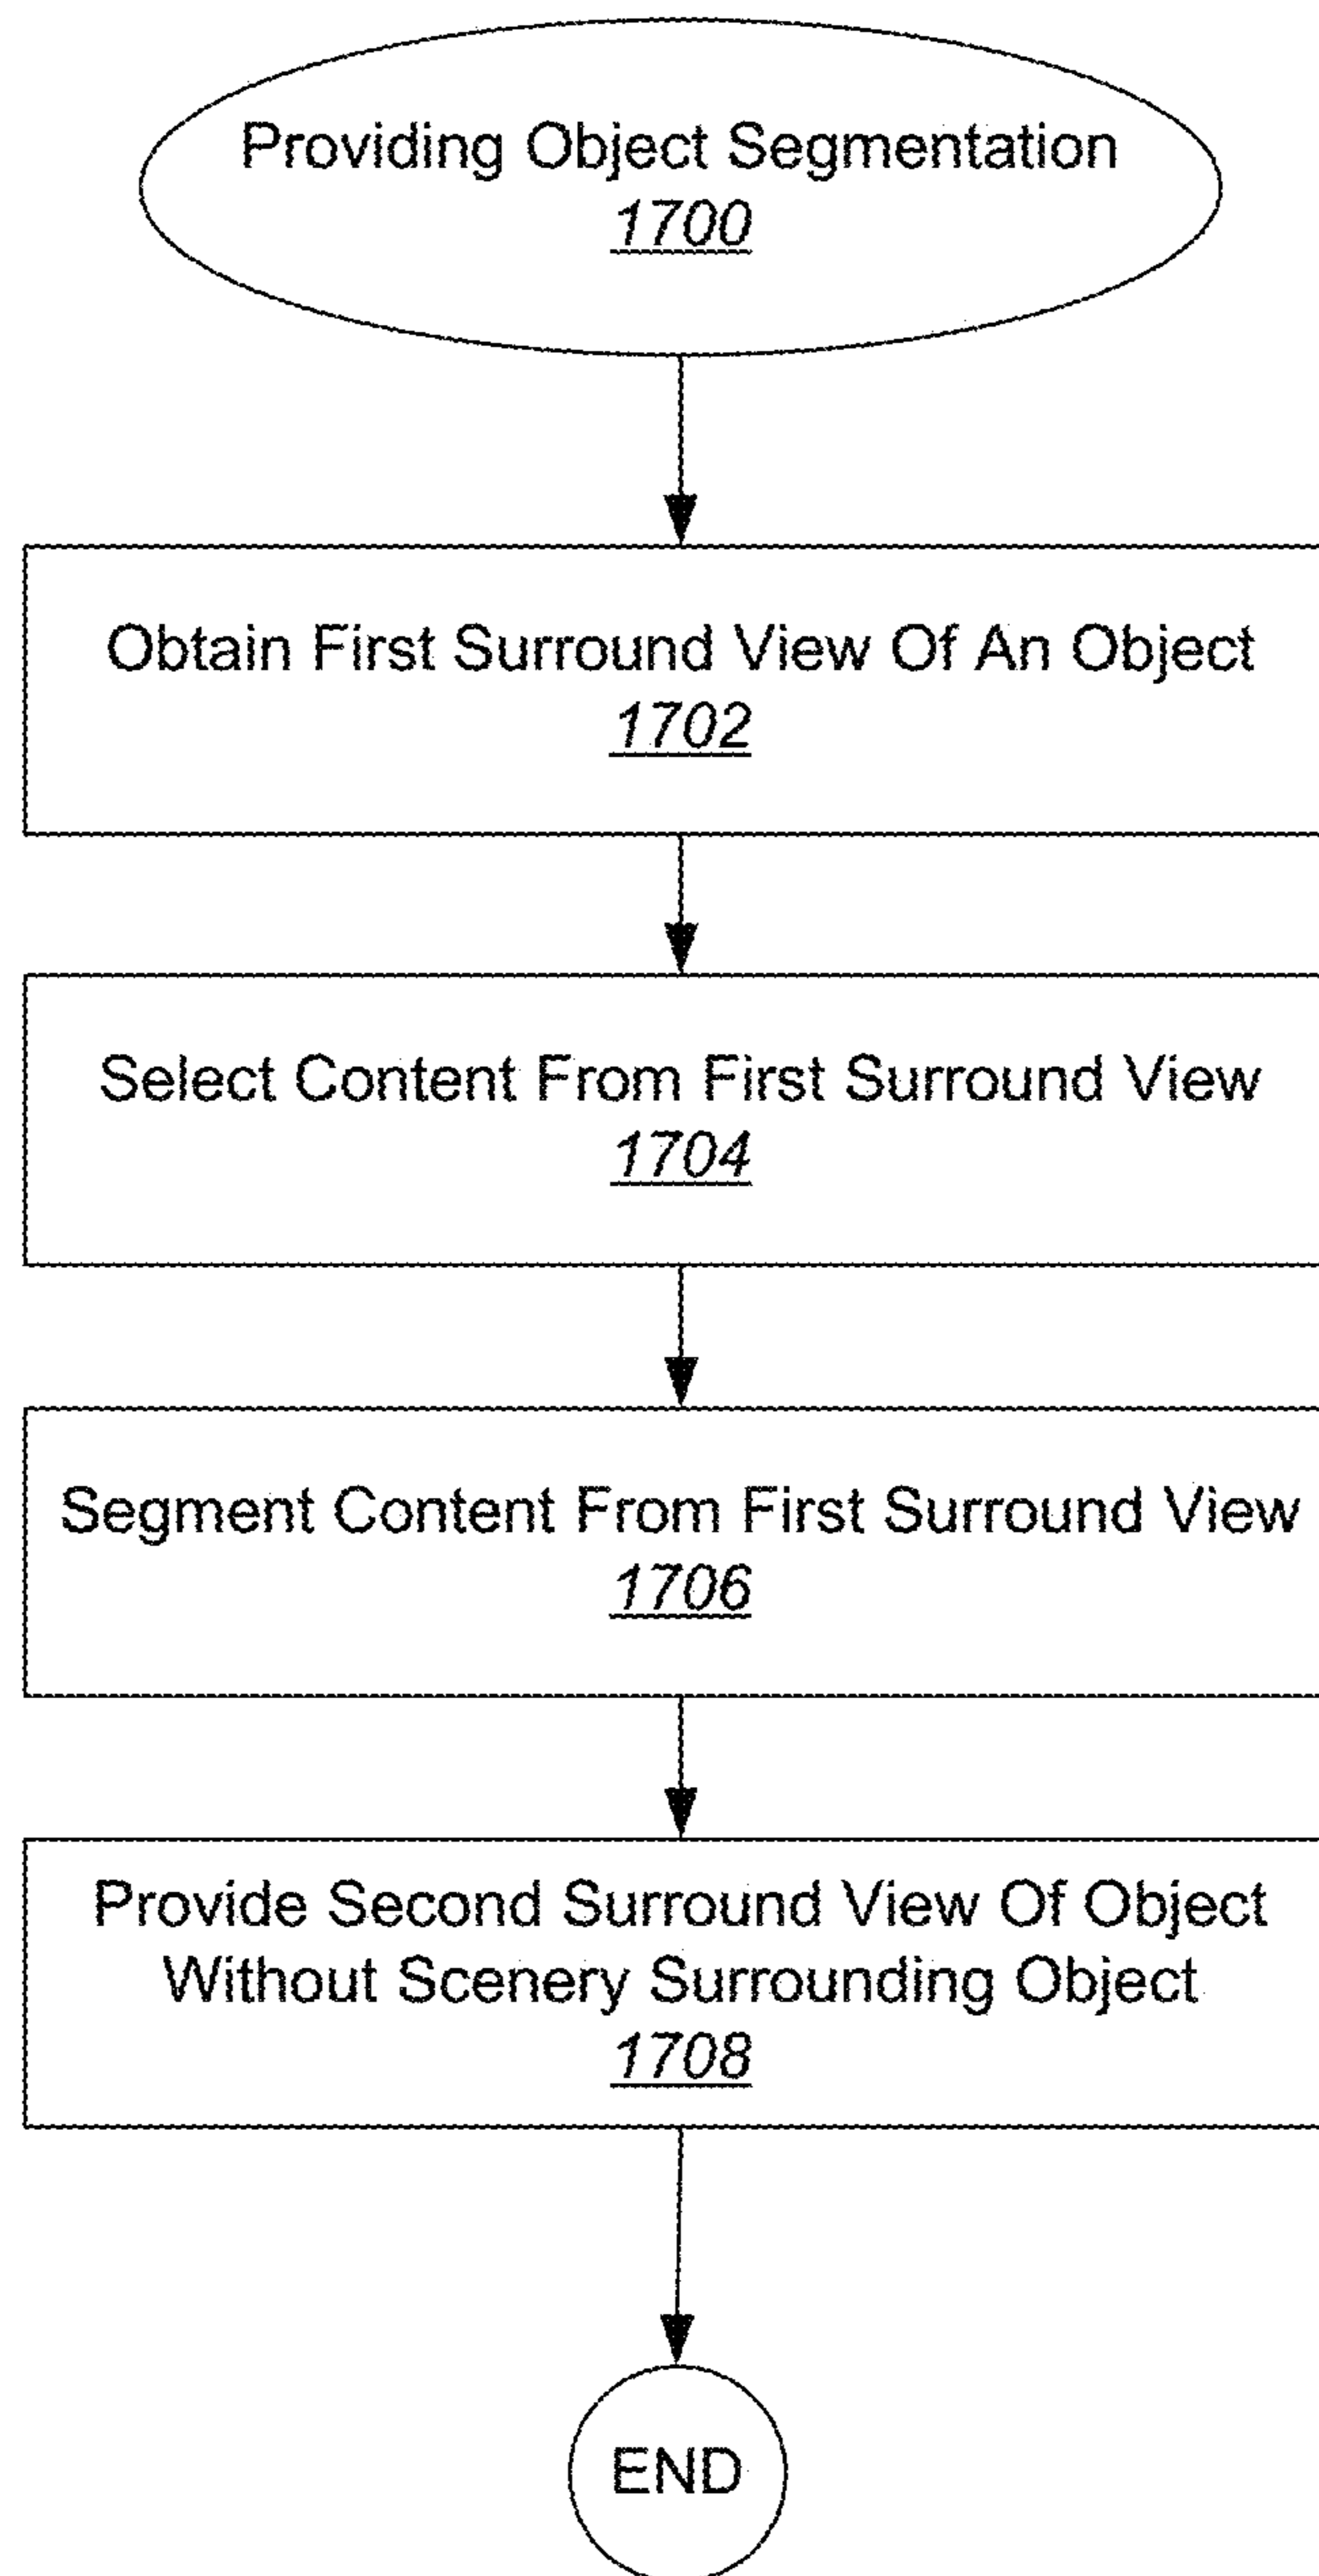 Providing Object Segmentation
1700
Obtain First Surround View Of An Object
1702
Select Content From First Surround View
1704
Segment Content From First Surround View
1706
Provide Second Surround View Of Object
Without Scenery Surrounding Object
1708
END